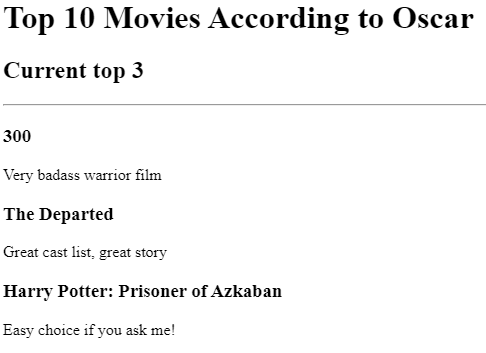 Top 10 Movies According to Oscar
Current top 3
300
Very badass warrior film
The Departed
Great cast list, great story
Harry Potter: Prisoner of Azkaban
Easy choice if you ask me!